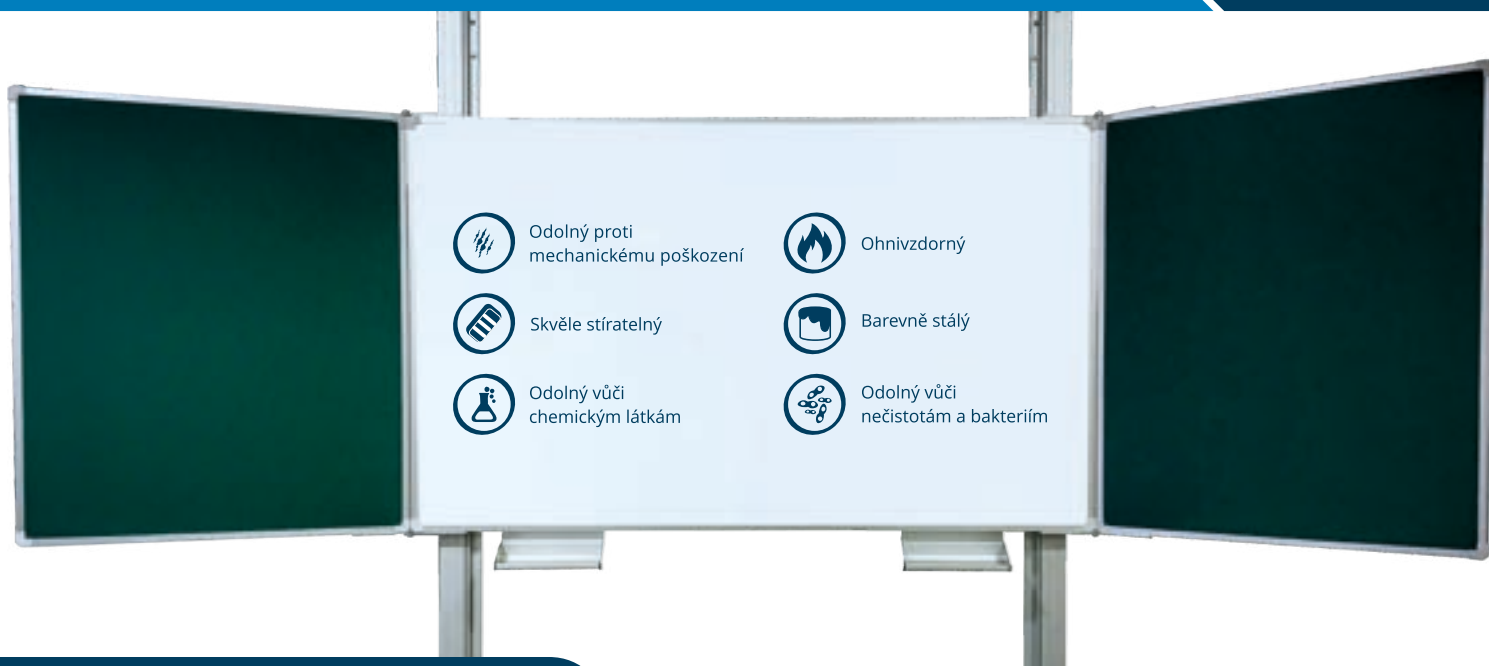 Odolný proti
mechanickému poškození
Skvěle stíratelný
Odolný vůči
chemickým látkám
Ohnivzdorný
Barevně stálý
Odolný vůči
nečistotám a bakteriím